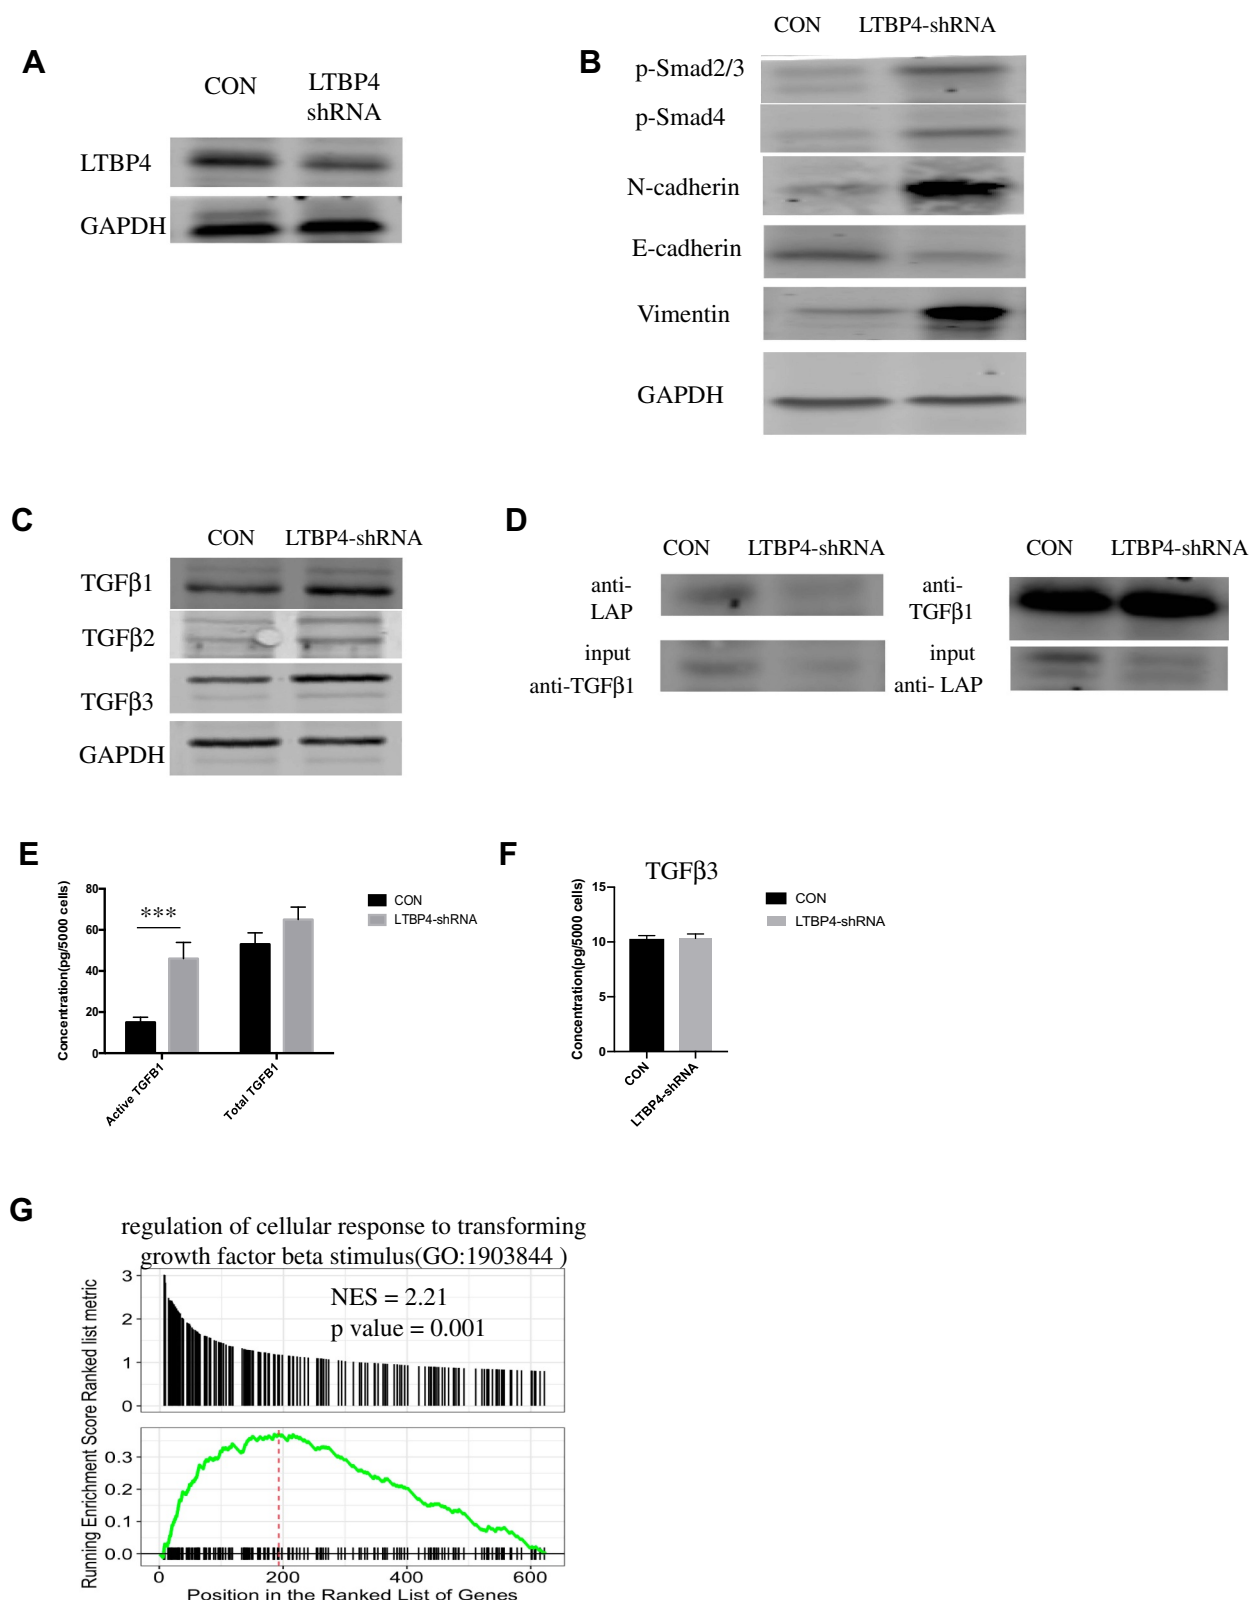 A
CON
LTBP4
shRNA
LTBP4
GAPDH
B
CON
LTBP4-shRNA
p-Smad2/3
p-Smad4
N-cadherin
E-cadherin
Vimentin
GAPDH
C
CON
LTBP4-shRNA
TGFβ1
TGFβ2
TGFβ3
GAPDH
D
CON
LTBP4-shRNA
anti-
LAP
input
anti-TGFβ1
CON
LTBP4-shRNA
anti-
TGFβ1
input
anti- LAP
E
Concentration(pg/5000 cells)
80
60
40
20
0
***
Active TGFB1
Total TGFB1
CON
LTBP4-shRNA
F
TGFβ3
Concentration(pg/5000 cells)
15
10
5
0
CON
LTBP4-shRNA
CON
LTBP4-shRNA
G
regulation of cellular response to transforming
growth factor beta stimulus(GO:1903844 )
Running Enrichment Score Ranked list metric
3
2
1
0
NES = 2.21
p value = 0.001
0.3
0.2
0.1
0.0
0
200
400
600
Position in the Ranked List of Genes